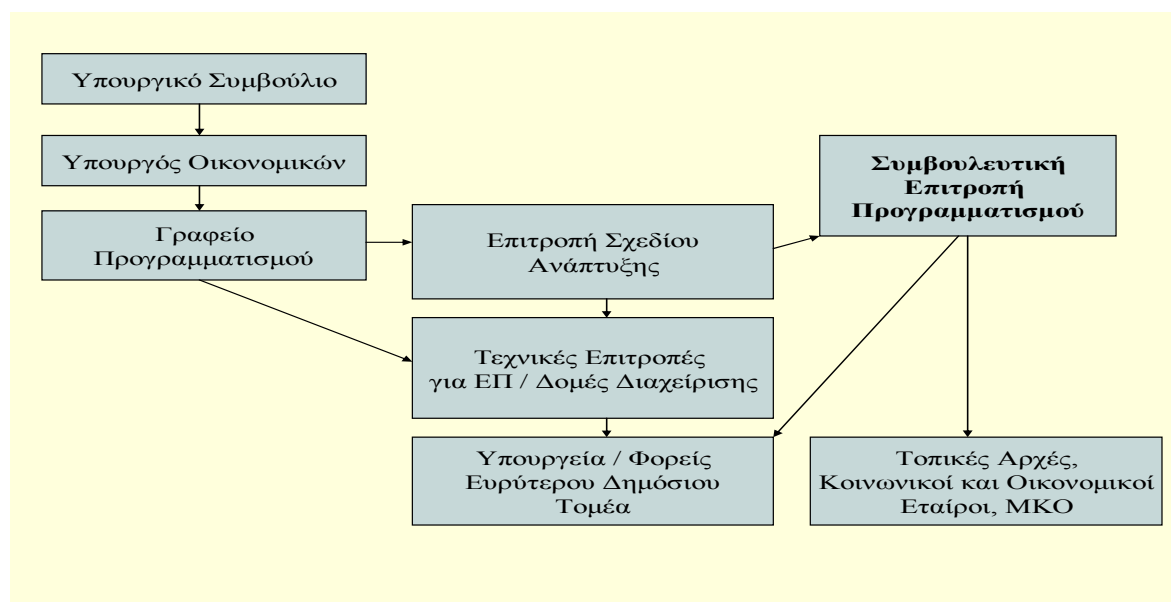 Υπουργικό Συμβούλιο
Υπουργός Οικονομικών
Γραφείο
Προγραμματισμού
Επιτροπή Σχεδίου
Ανάπτυξης
Συμβουλευτική
Επιτροπή
Προγραμματισμού
Τεχνικές Επιτροπές
για ΕΠ / Δομές Διαχείρισης
Υπουργεία / Φορείς
Ευρύτερου Δημόσιου
Τομέα
Τοπικές Αρχές,
Κοινωνικοί και Οικονομικοί
Εταίροι, ΜΚΟ